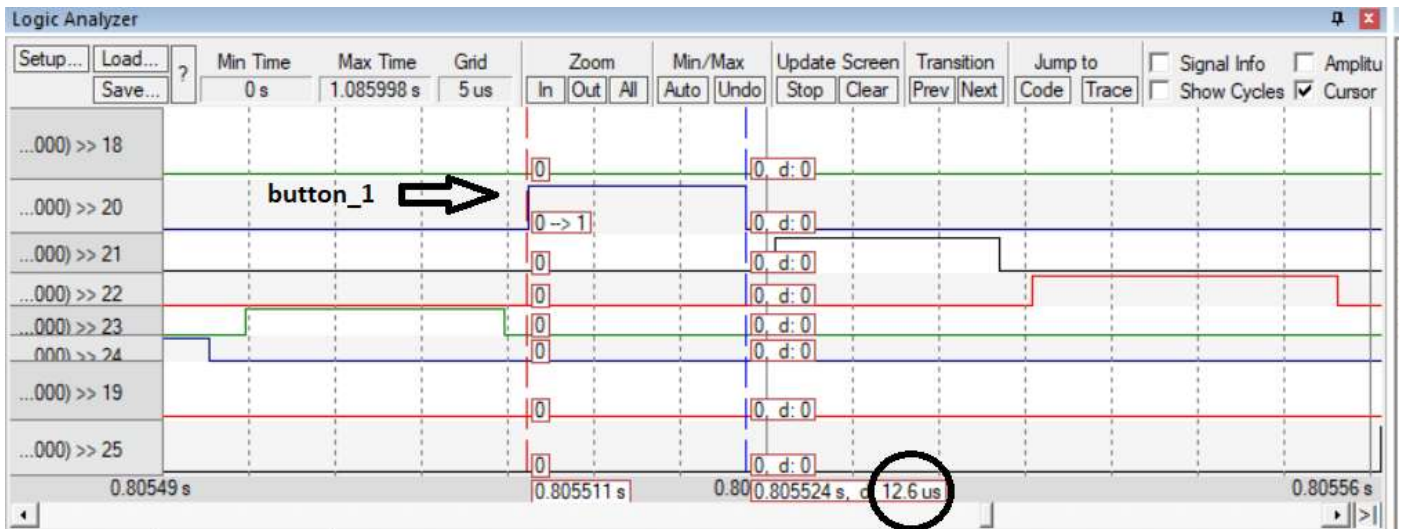 Logic Analyzer
Setup... Load... ? Min Time Max Time Grid Zoom Min/Max Update Screen Transition Jump to Signal Info Amplitu
Save... 0 s 1.085998 s 5 us In Out All Auto Undo Stop Clear Prev Next Code Trace Show Cycles Cursor
...000) >> 18
0 0, d: 0
button_1
...000) >> 20
0 --> 1 0, d: 0
...000) >> 21 0 0, d: 0
...000) >> 22 0 0, d: 0
...000) >> 23 0 0, d: 0
...000) >> 24 0 0, d: 0
...000) >> 19
0 0, d: 0
...000) >> 25
0 0, d: 0
0.80549 s 0.805511 s 0.80 0.805524 s, d: 12.6 us 0.80556 s